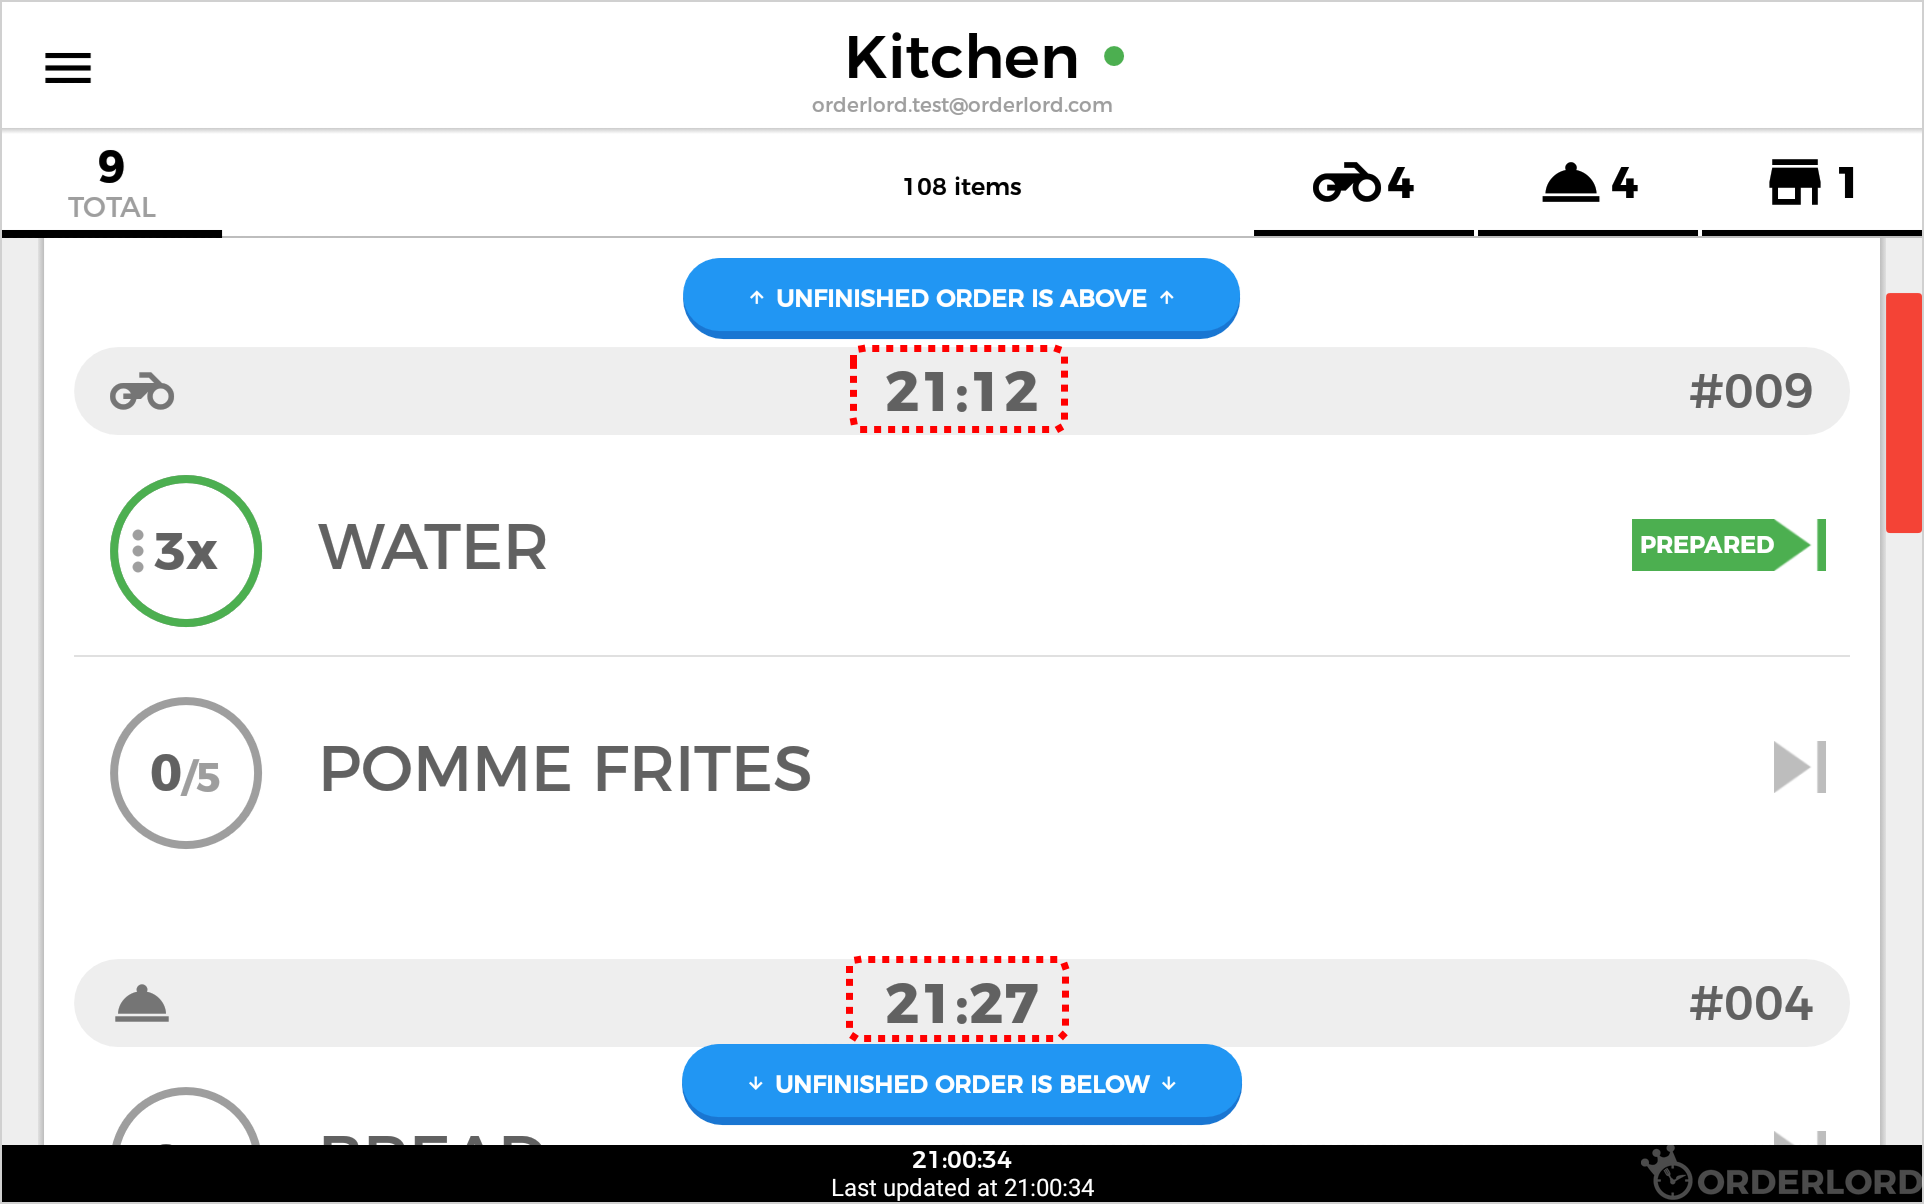 Kitchen
orderlord.test@orderlord.com
9
TOTAL
108 items
4
4
1
↑ UNFINISHED ORDER IS ABOVE ↑
21:12
#009
3x
WATER
PREPARED
0/5
POMME FRITES
21:27
#004
↓ UNFINISHED ORDER IS BELOW ↓
BREAD
21:00:34
Last updated at 21:00:34
ORDERLORD